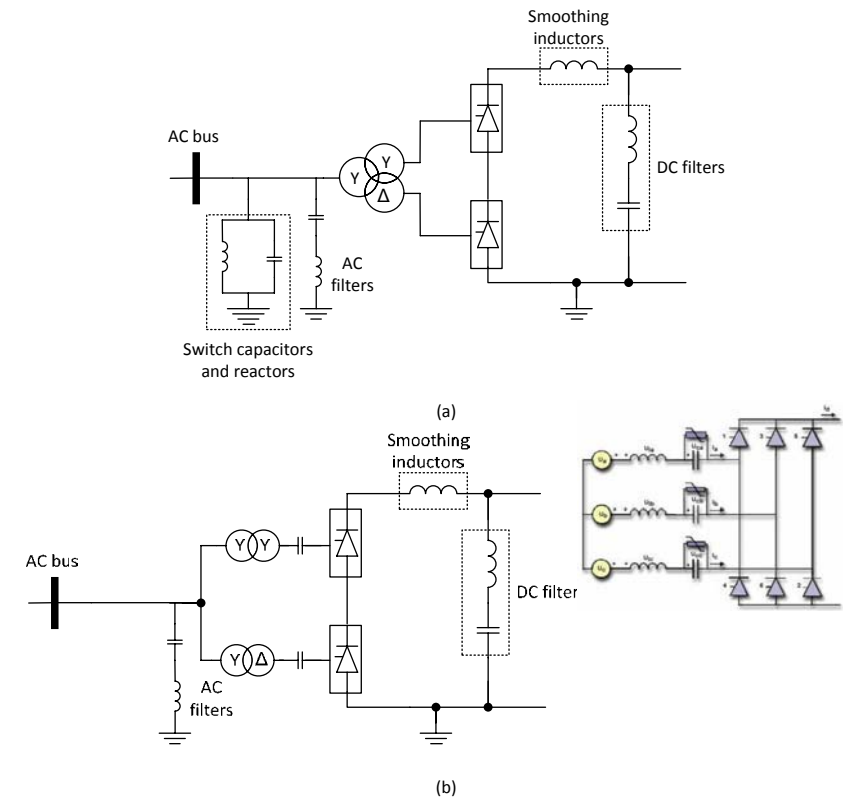 Smoothing
inductors
AC bus
Y
Y
Δ
DC filters
AC
filters
Switch capacitors
and reactors
(a)
Smoothing
inductors
AC bus
Y Y
DC filter
Y Δ
AC
filters
(b)